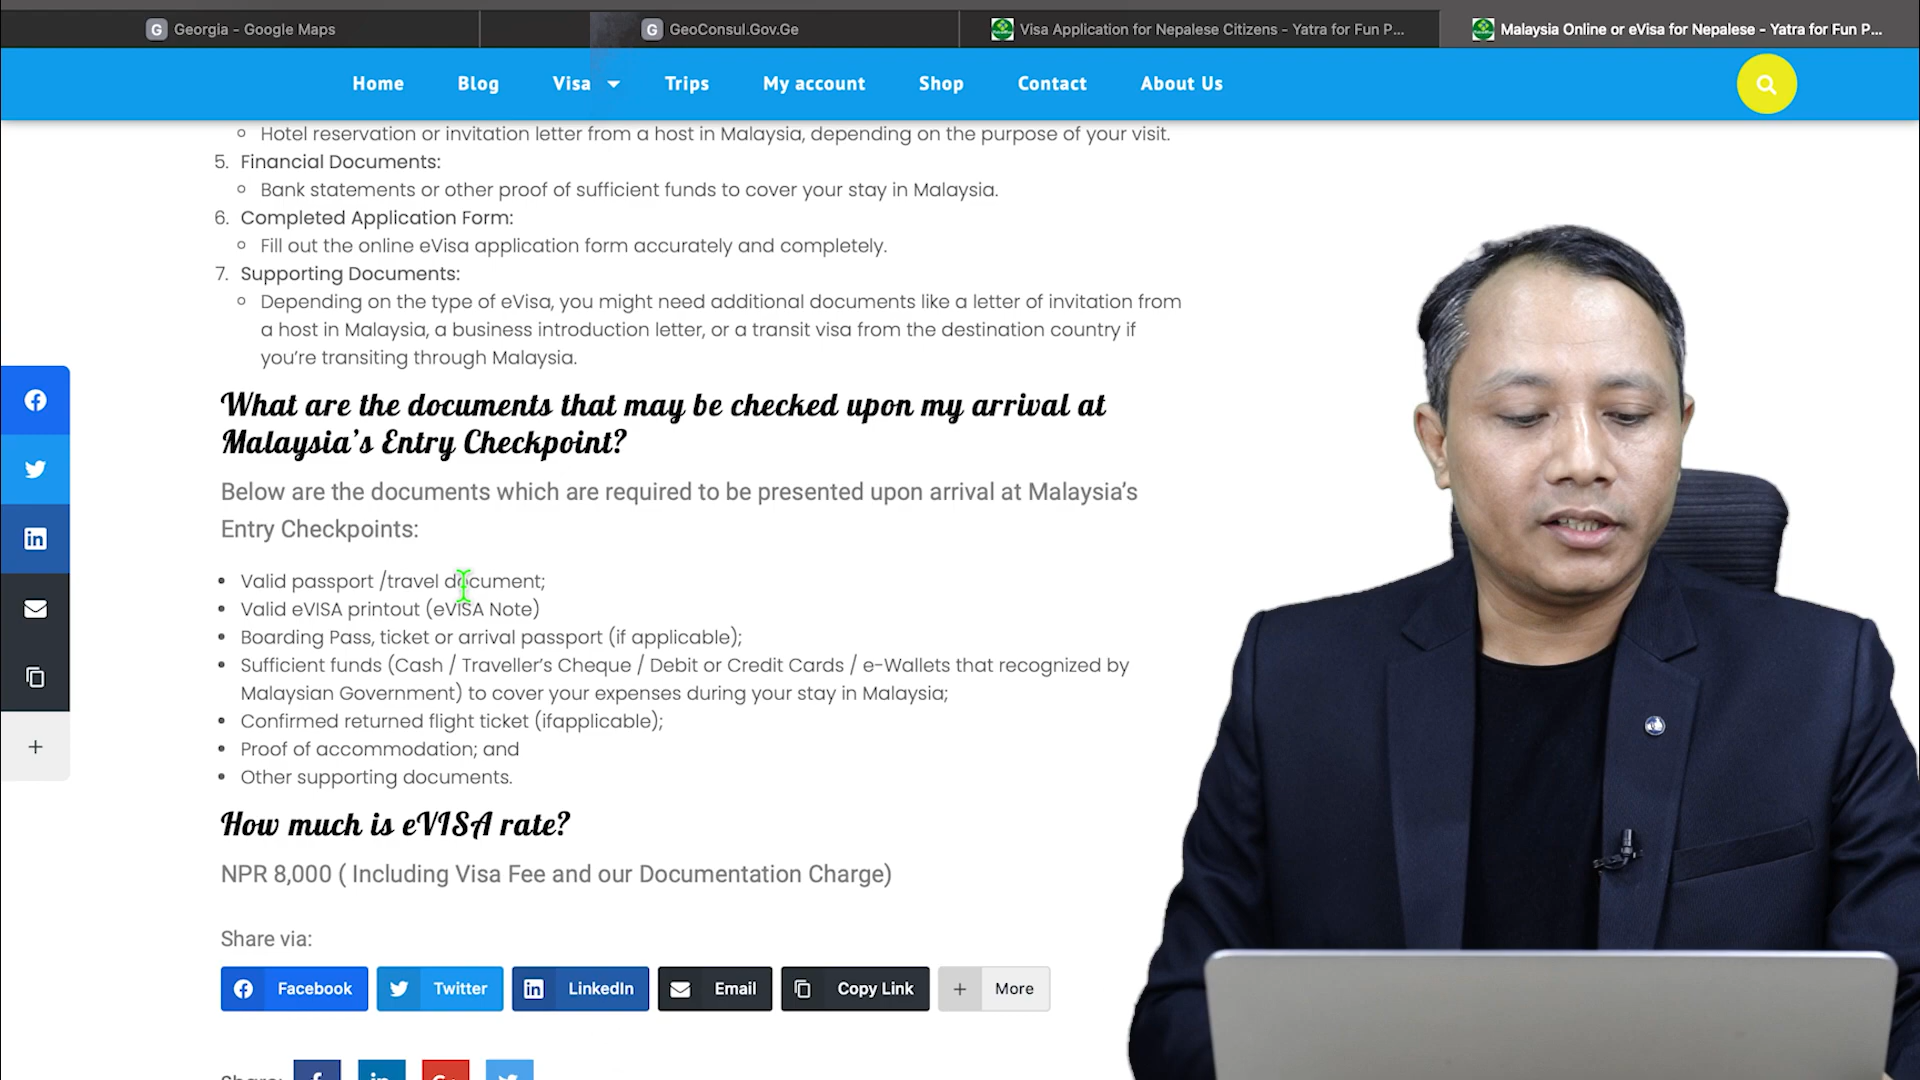 Georgia - Google Maps
GeoConsul.Gov.Ge
Visa Application for Nepalese Citizens - Yatra for Fun P...
Malaysia Online or eVisa for Nepalese - Yatra for Fun P...
Home Blog Visa Trips My account Shop Contact About Us
Hotel reservation or invitation letter from a host in Malaysia, depending on the purpose of your visit.
5. Financial Documents:
Bank statements or other proof of sufficient funds to cover your stay in Malaysia.
6. Completed Application Form:
Fill out the online eVisa application form accurately and completely.
7. Supporting Documents:
Depending on the type of eVisa, you might need additional documents like a letter of invitation from
a host in Malaysia, a business introduction letter, or a transit visa from the destination country if
you're transiting through Malaysia.
What are the documents that may be checked upon my arrival at
Malaysia's Entry Checkpoint?
Below are the documents which are required to be presented upon arrival at Malaysia's
Entry Checkpoints:
Valid passport /travel document;
Valid eVISA printout (eVISA Note)
Boarding Pass, ticket or arrival passport (if applicable);
Sufficient funds (Cash / Traveller's Cheque / Debit or Credit Cards / e-Wallets that recognized by
Malaysian Government) to cover your expenses during your stay in Malaysia;
Confirmed returned flight ticket (ifapplicable);
Proof of accommodation; and
Other supporting documents.
How much is eVISA rate?
NPR 8,000 ( Including Visa Fee and our Documentation Charge)
Share via:
Facebook Twitter LinkedIn Email Copy Link More